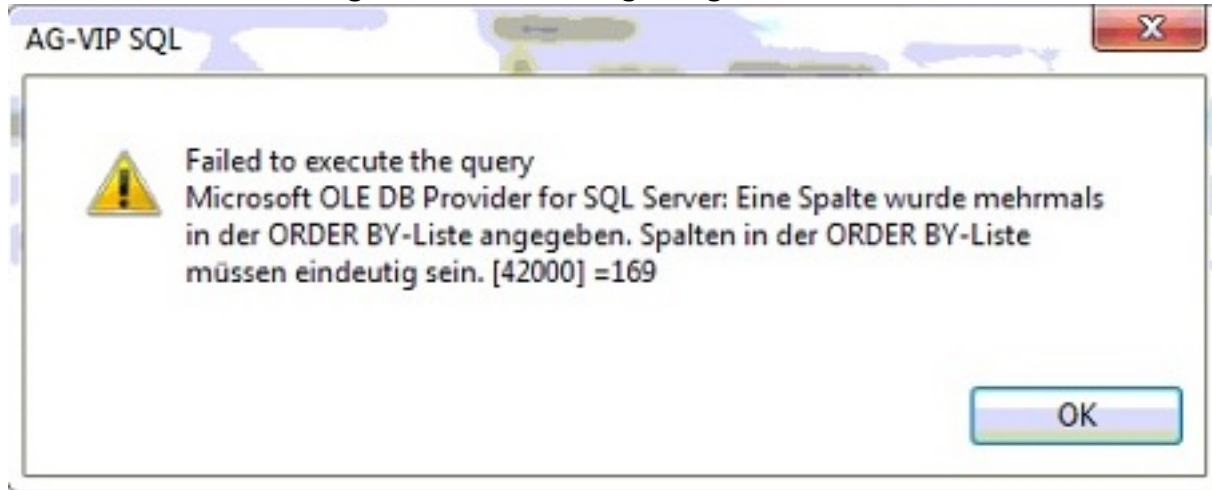 AG-VIP SQL
Failed to execute the query
Microsoft OLE DB Provider for SQL Server: Eine Spalte wurde mehrmals
in der ORDER BY-Liste angegeben. Spalten in der ORDER BY-Liste
müssen eindeutig sein. [42000] =169
OK